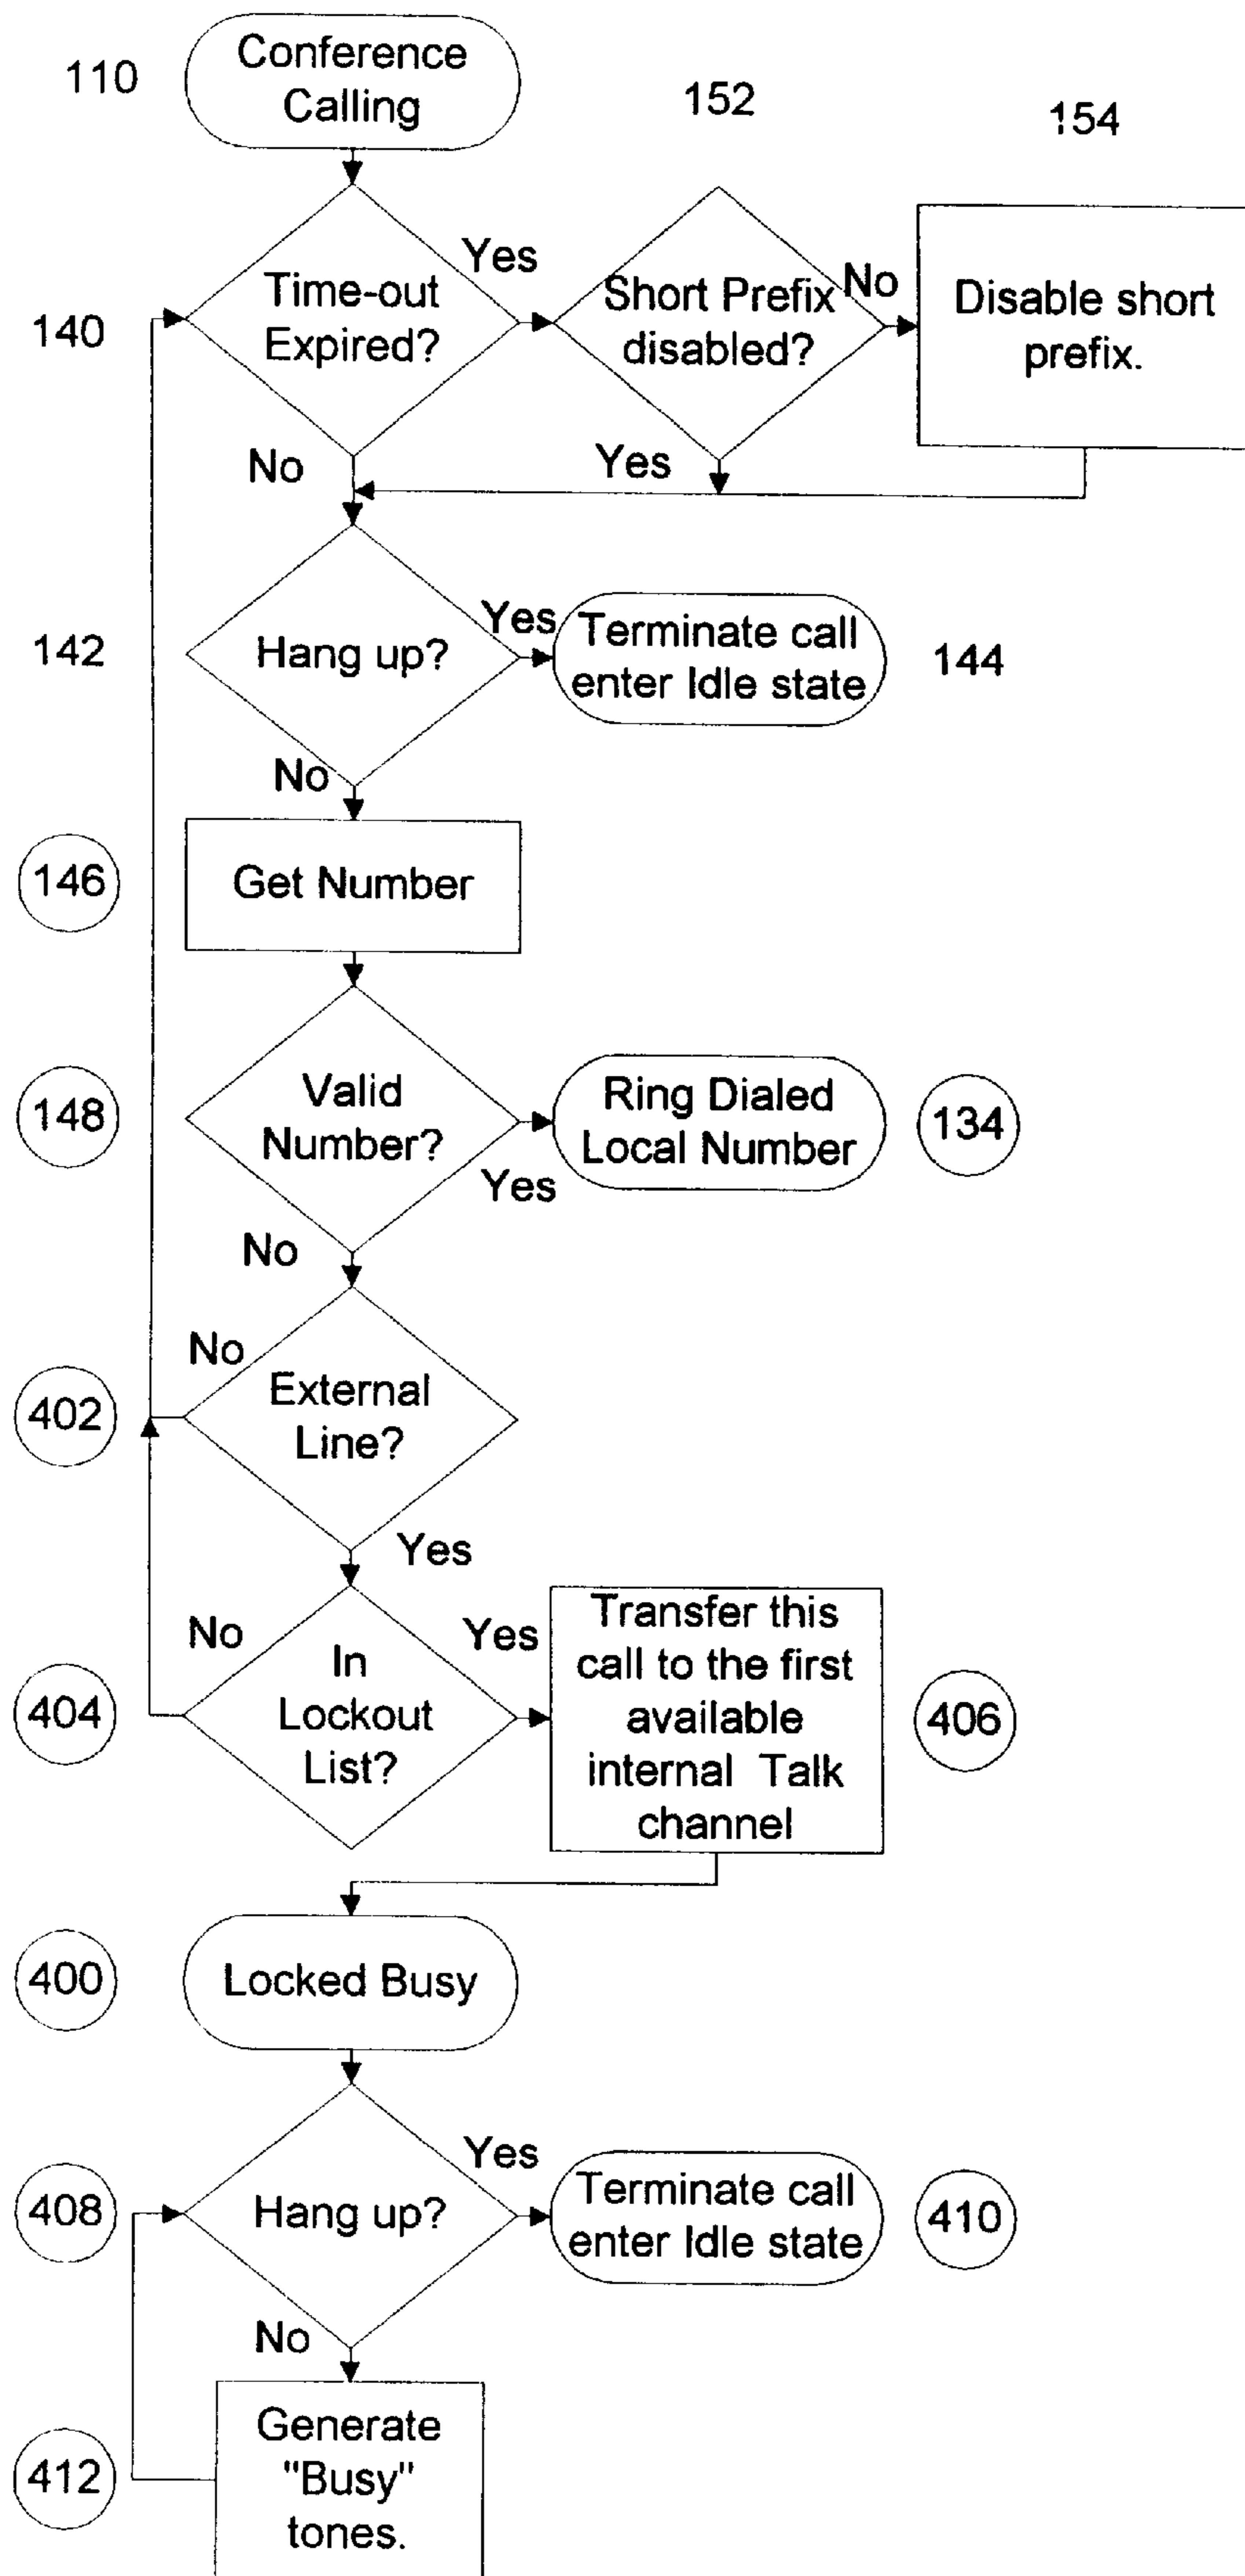 110
Conference
Calling
152
154
140
Time-out
Expired?
Yes
Short Prefix
disabled?
No
Disable short
prefix.
No
Yes
142
Hang up?
Yes
Terminate call
enter Idle state
144
No
146
Get Number
148
Valid
Number?
Yes
Ring Dialed
Local Number
134
No
402
No
External
Line?
Yes
404
No
In
Lockout
List?
Yes
Transfer this
call to the first
available
internal Talk
channel
406
400
Locked Busy
408
Hang up?
Yes
Terminate call
enter Idle state
410
No
412
Generate
"Busy"
tones.